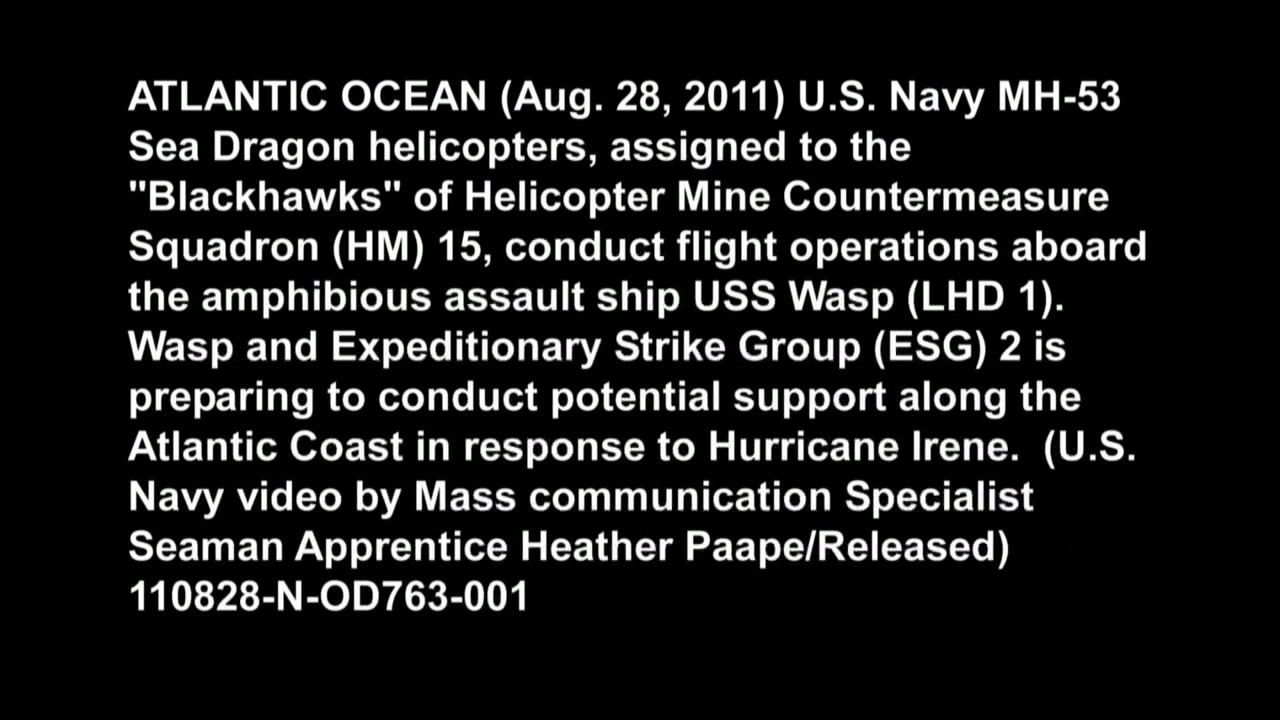 ATLANTIC OCEAN (Aug. 28, 2011) U.S. Navy MH-53
Sea Dragon helicopters, assigned to the
"Blackhawks" of Helicopter Mine Countermeasure
Squadron (HM) 15, conduct flight operations aboard
the amphibious assault ship USS Wasp (LHD 1).
Wasp and Expeditionary Strike Group (ESG) 2 is
preparing to conduct potential support along the
Atlantic Coast in response to Hurricane Irene.  (U.S.
Navy video by Mass communication Specialist
Seaman Apprentice Heather Paape/Released)
110828-N-OD763-001